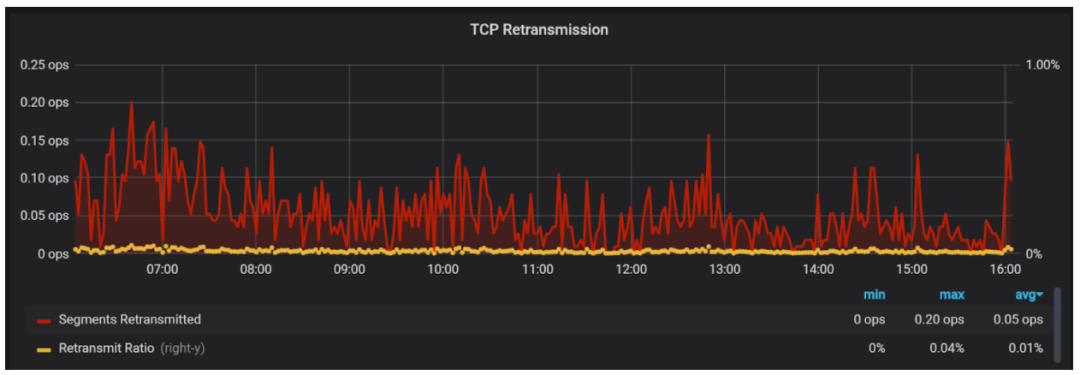 TCP Retransmission
0.25 ops 1.00%
0.20 ops
0.15 ops
0.10 ops
0.05 ops
0 ops 0%
07:00 08:00 09:00 10:00 11:00 12:00 13:00 14:00 15:00 16:00
min max avg
Segments Retransmitted 0 ops 0.20 ops 0.05 ops
Retransmit Ratio (right-y) 0% 0.04% 0.01%